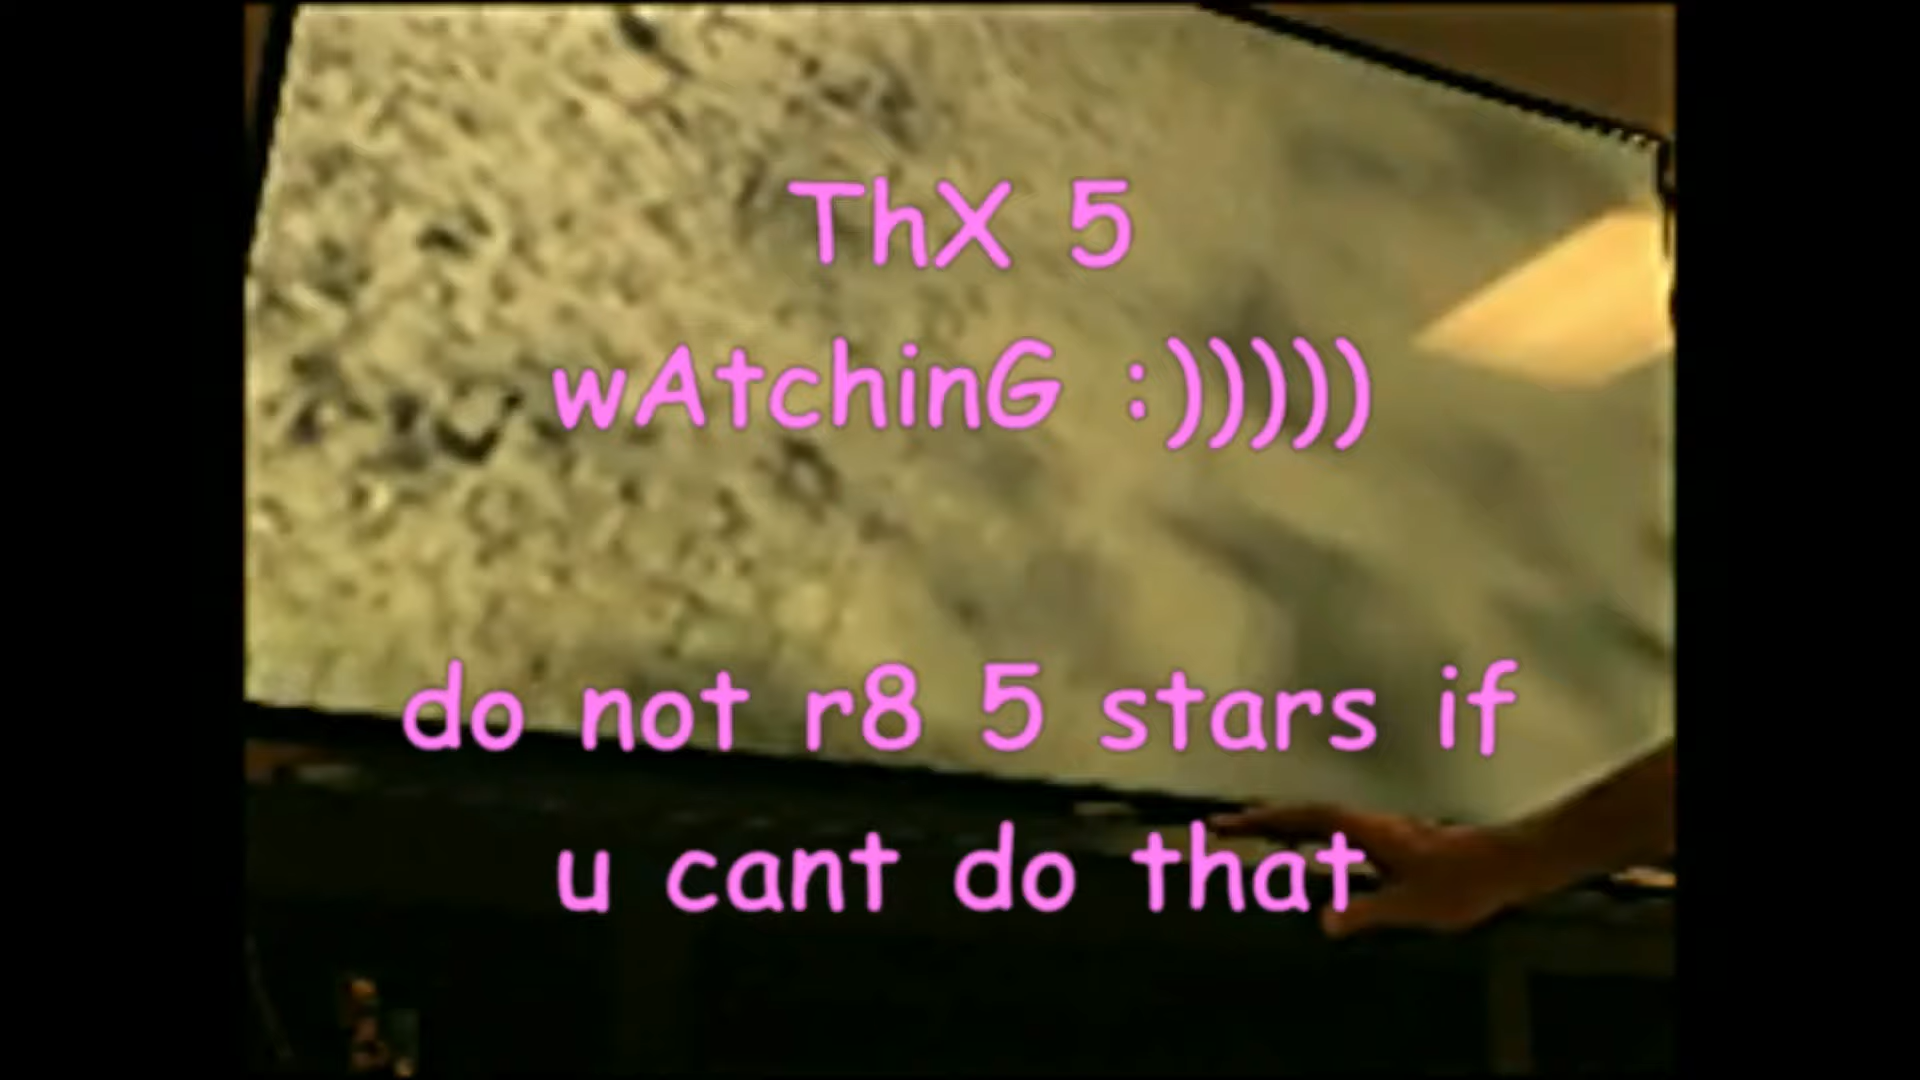 ThX 5
wAtchinG :)))))
do not r8 5 stars if
u cant do that